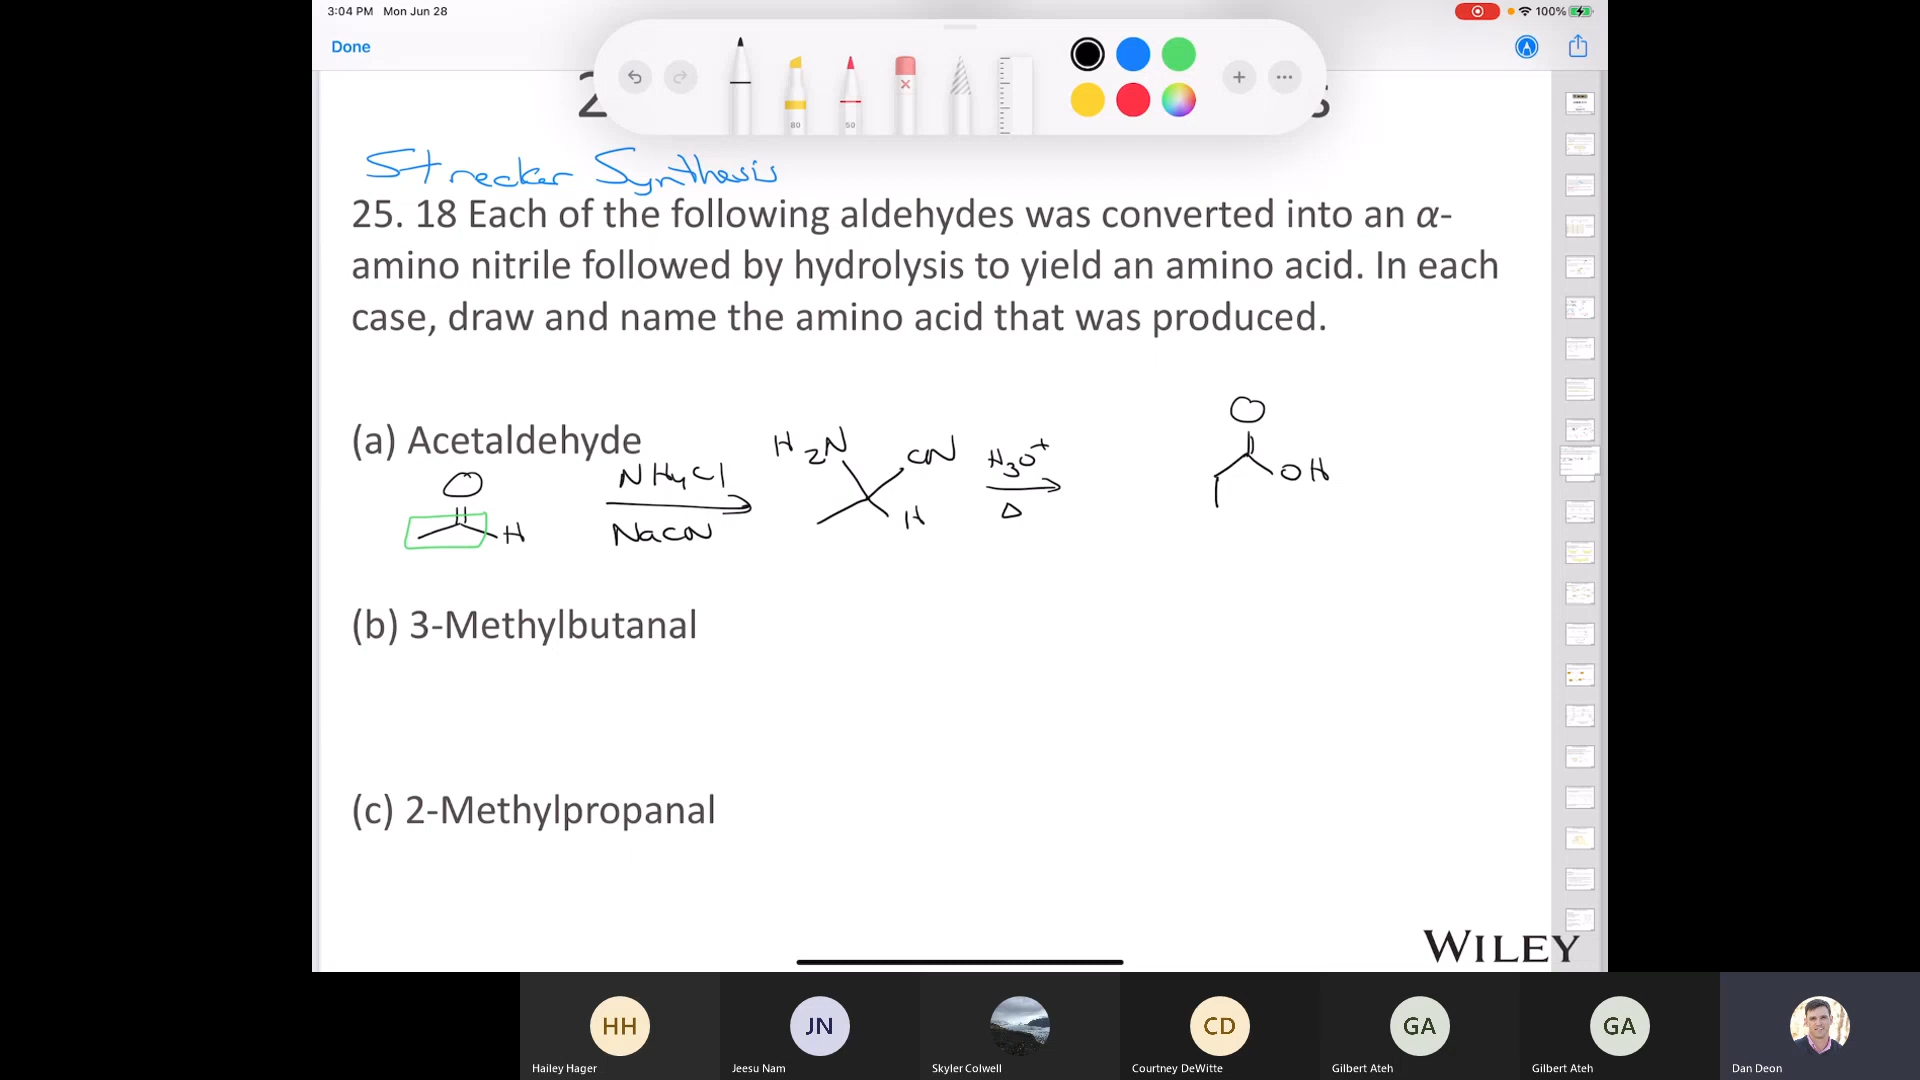 3:04 PM Mon Jun 28
100%
Done
80
50
Strecker Synthesis
25. 18 Each of the following aldehydes was converted into an α-
amino nitrile followed by hydrolysis to yield an amino acid. In each
case, draw and name the amino acid that was produced.
(a) Acetaldehyde
O
H
NH4Cl
NaCN
H2N
CN
H
H3O+
Δ
O
OH
(b) 3-Methylbutanal
(c) 2-Methylpropanal
WILEY
HH
JN
CD
GA
GA
Hailey Hager
Jeesu Nam
Skyler Colwell
Courtney DeWitte
Gilbert Ateh
Gilbert Ateh
Dan Deon